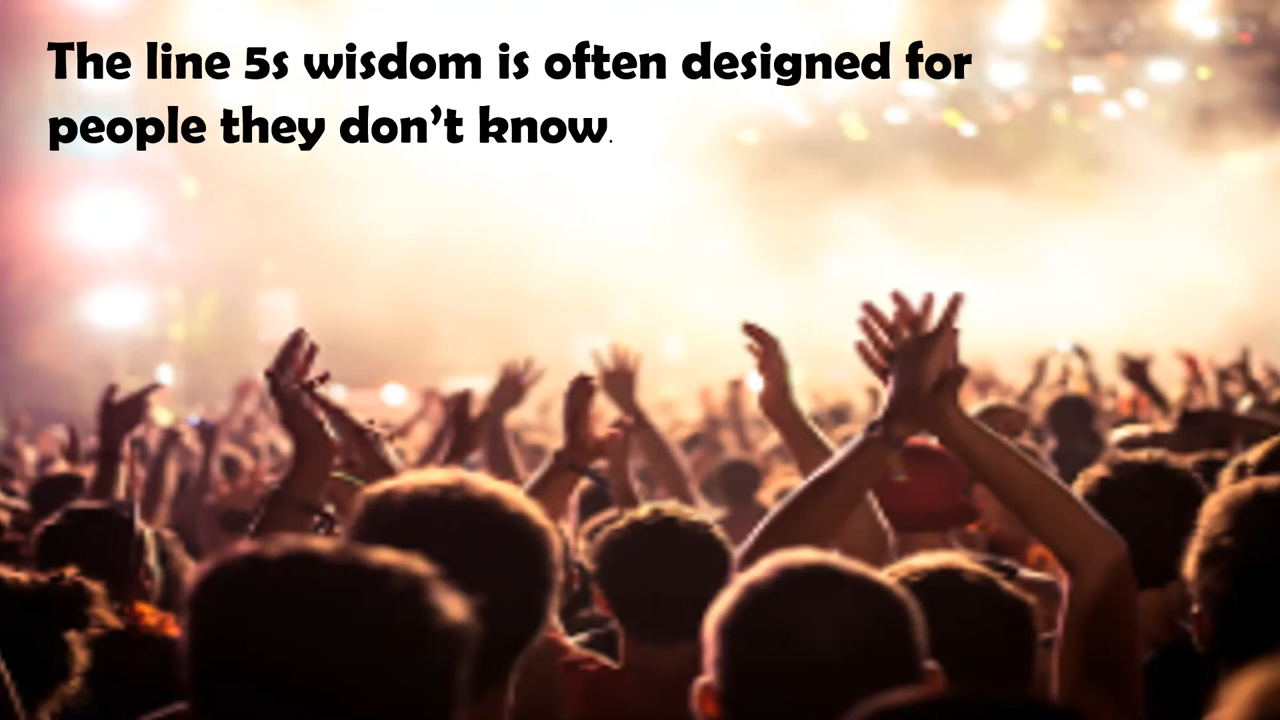 The line 5s wisdom is often designed for
people they don’t know.